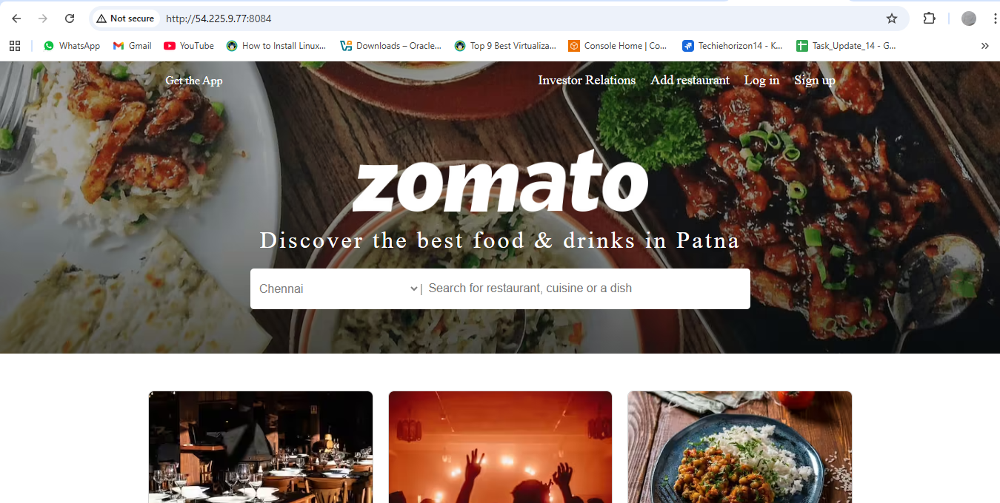 Not secure http://54.225.9.77:8084
WhatsApp Gmail YouTube How to Install Linux... Downloads – Oracle... Top 9 Best Virtualiza... Console Home | Co... Techiehorizon14 - K... Task_Update_14 - G...
Get the App Investor Relations Add restaurant Log in Sign up
zomato
Discover the best food & drinks in Patna
Chennai | Search for restaurant, cuisine or a dish